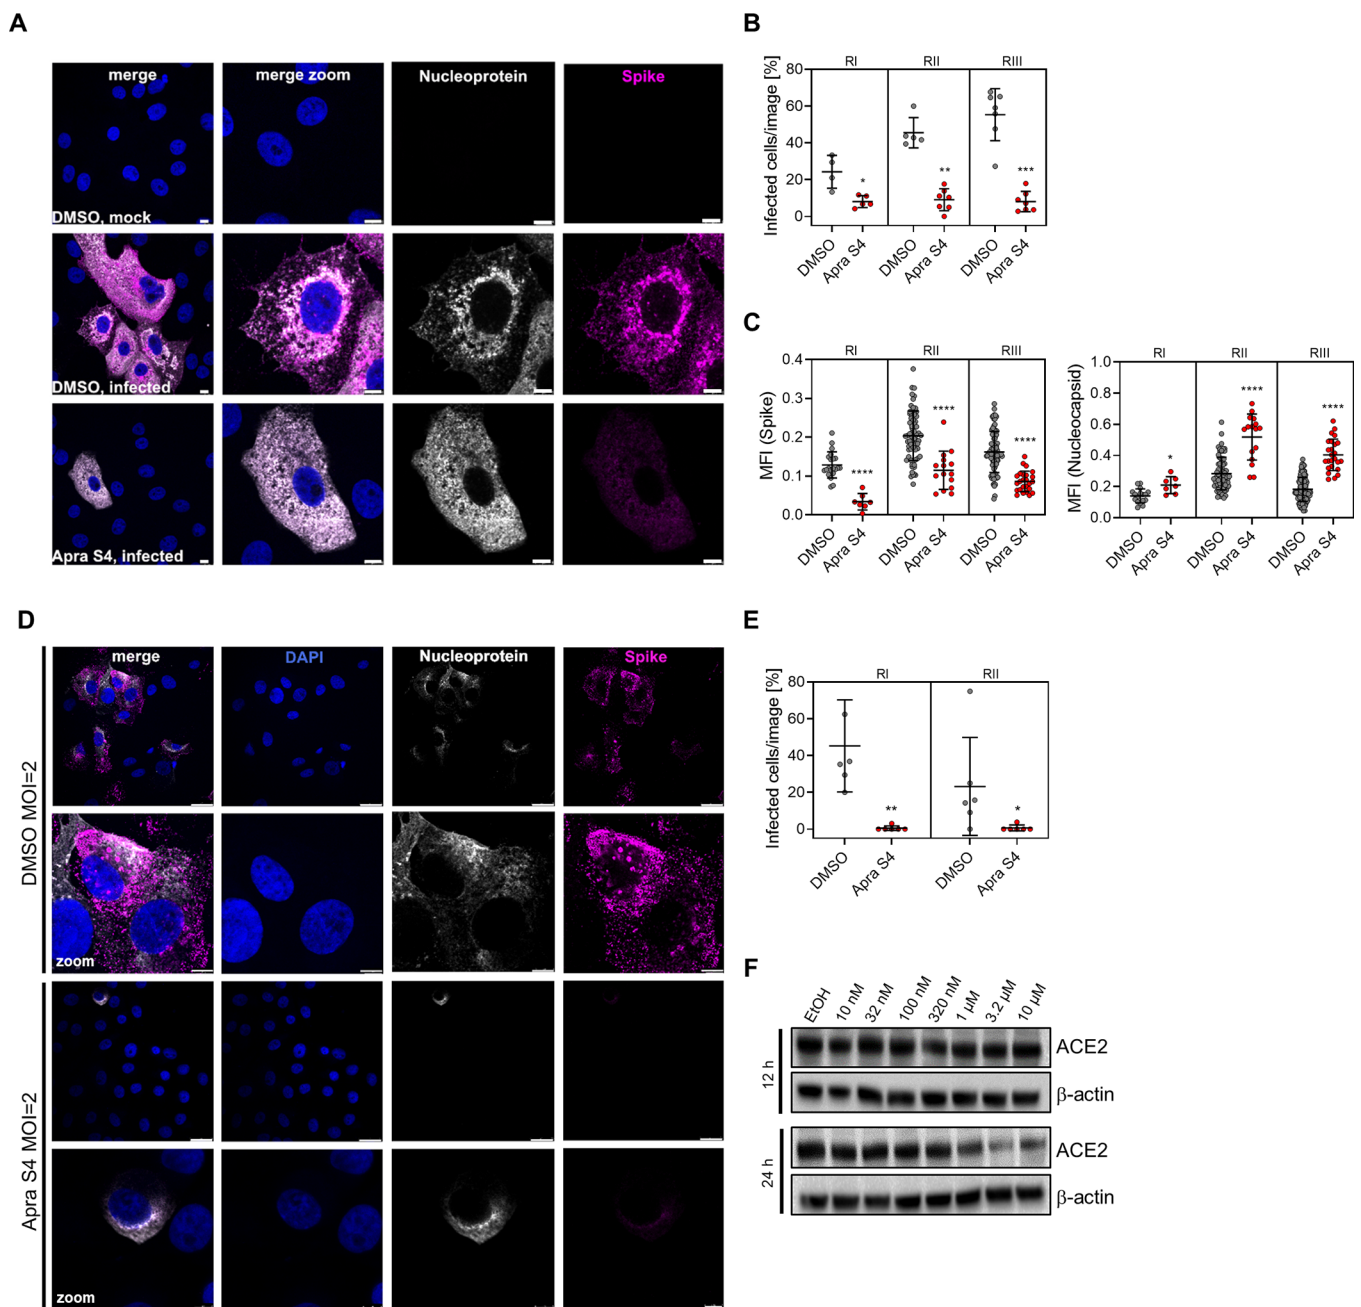 A
merge
merge zoom
Nucleoprotein
Spike
DMSO, mock
DMSO, infected
Apra S4, infected
B
Infected cells/image [%]
RI
RII
RIII
80
60
40
20
0
*
**
***
DMSO
Apra S4
DMSO
Apra S4
DMSO
Apra S4
C
MFI (Spike)
RI
RII
RIII
0.4
0.3
0.2
0.1
0.0
****
****
****
DMSO
Apra S4
DMSO
Apra S4
DMSO
Apra S4
MFI (Nucleocapsid)
RI
RII
RIII
1.0
0.8
0.6
0.4
0.2
0.0
*
****
****
DMSO
Apra S4
DMSO
Apra S4
DMSO
Apra S4
D
merge
DAPI
Nucleoprotein
Spike
DMSO MOI=2
zoom
Apra S4 MOI=2
zoom
E
Infected cells/image [%]
RI
RII
80
60
40
20
0
**
*
DMSO
Apra S4
DMSO
Apra S4
F
EtOH
10 nM
32 nM
100 nM
320 nM
1 µM
3.2 µM
10 µM
12 h
ACE2
β-actin
24 h
ACE2
β-actin